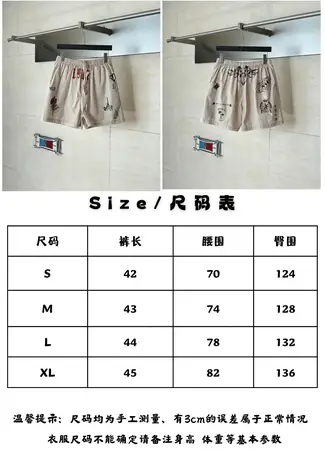 Size/尺码表
尺码 裤长 腰围 臀围
S 42 70 124
M 43 74 128
L 44 78 132
XL 45 82 136
温馨提示：尺码均为手工测量、有3cm的误差属于正常情况
衣服尺码不能确定请备注身高 体重等基本参数